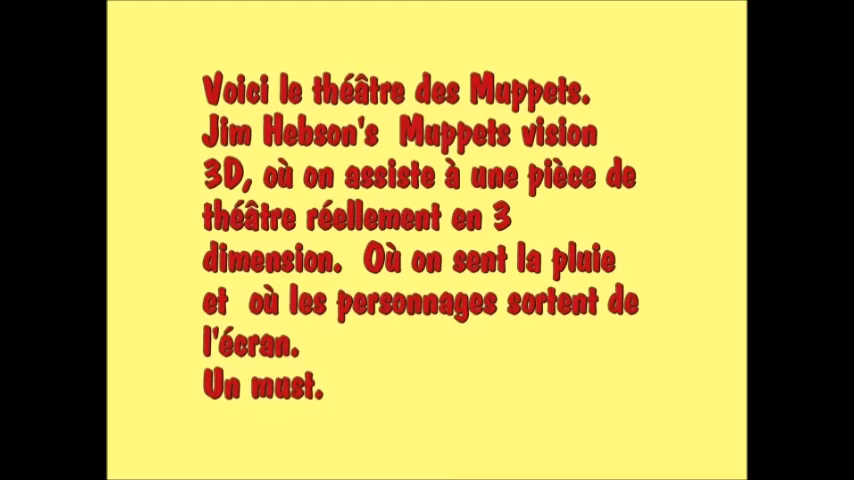 Voici le théâtre des Muppets.
Jim Hebson's  Muppets vision
3D, où on assiste à une pièce de
théâtre réellement en 3
dimension.  Où on sent la pluie
et  où les personnages sortent de
l'écran.
Un must.